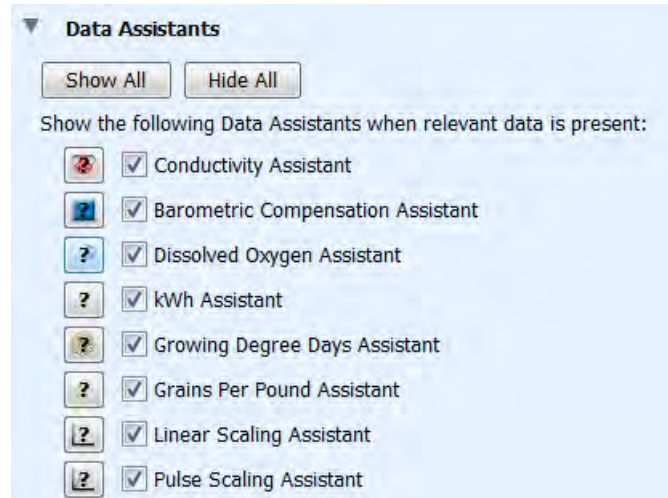 Data Assistants
Show All Hide All
Show the following Data Assistants when relevant data is present:
? Conductivity Assistant
? Barometric Compensation Assistant
? Dissolved Oxygen Assistant
? kWh Assistant
? Growing Degree Days Assistant
? Grains Per Pound Assistant
? Linear Scaling Assistant
? Pulse Scaling Assistant